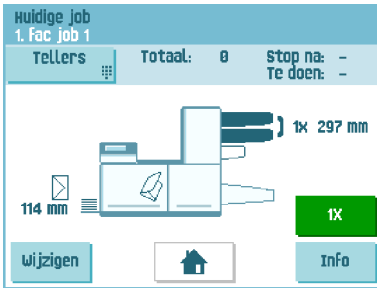 Huidige job
1. Fac job 1
Tellers
Totaal: 0
Stop na: -
Te doen: -
1x 297 mm
114 mm
1X
Wijzigen
Info